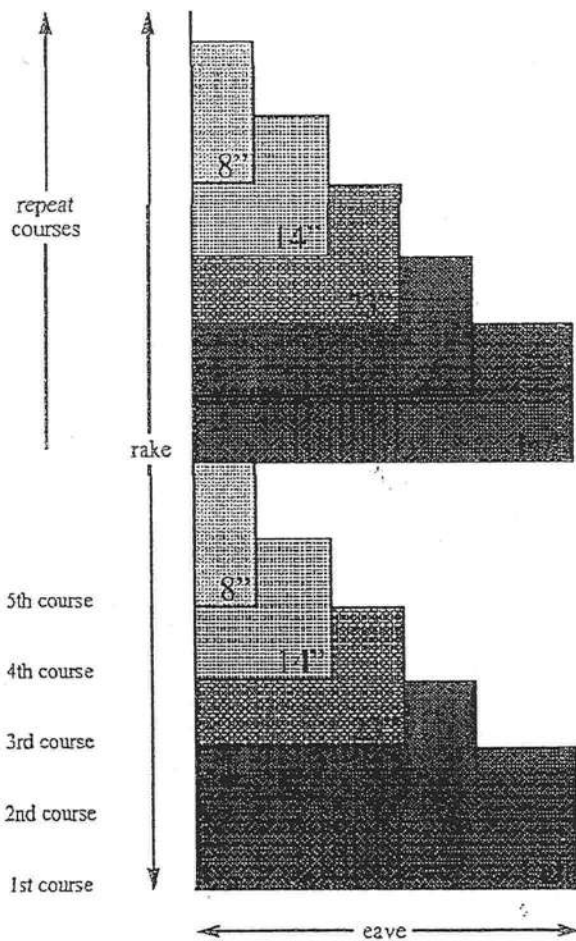 repeat
courses
8”
14”
rake
8”
14”
5th course
4th course
3rd course
2nd course
1st course
eave